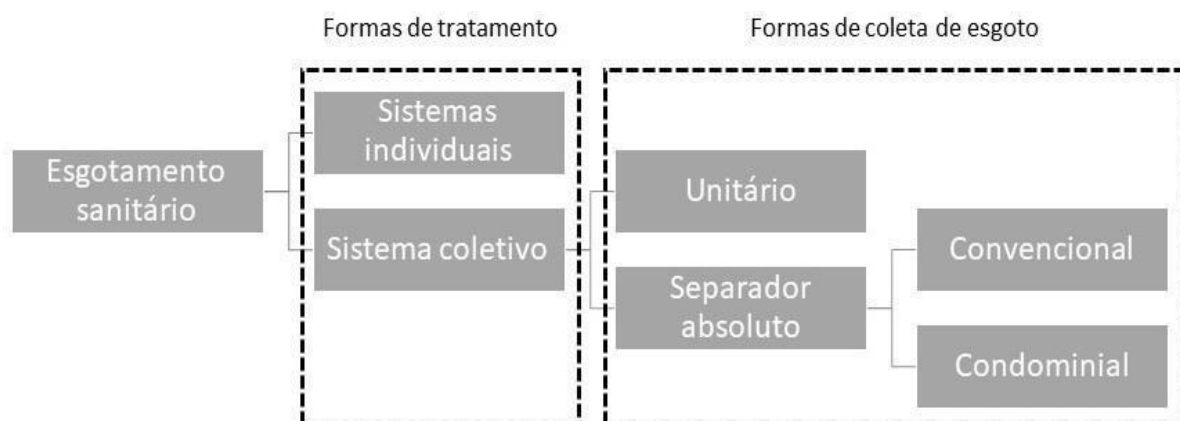 Formas de tratamento
Formas de coleta de esgoto
Sistemas
individuais
Esgotamento
sanitário
Unitário
Sistema coletivo
Convencional
Separador
absoluto
Condominial